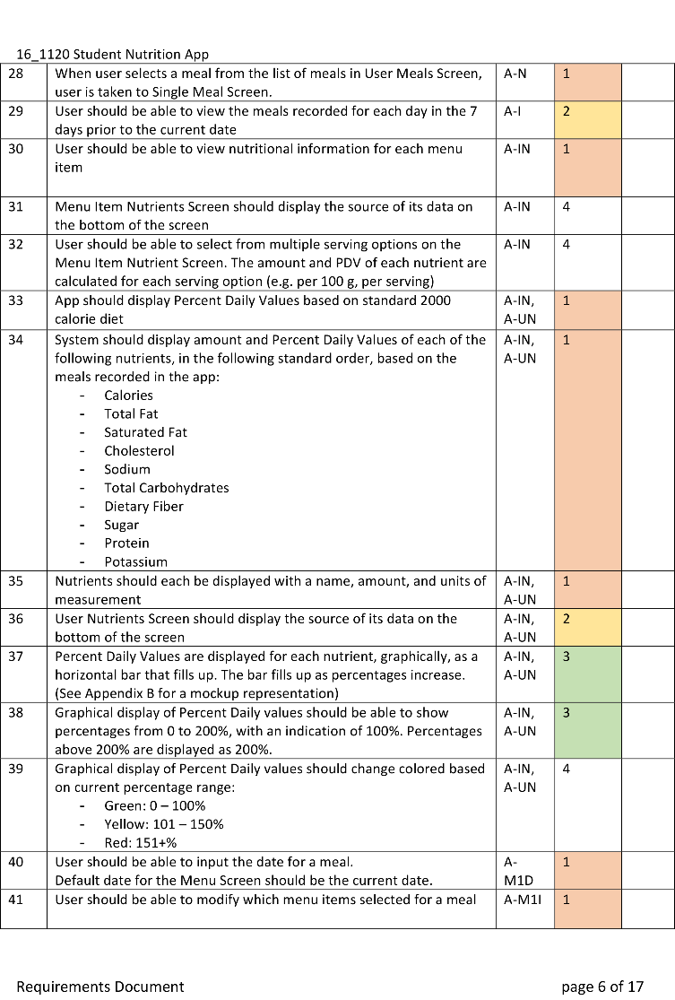 16_1120 Student Nutrition App
28 When user selects a meal from the list of meals in User Meals Screen, A-N 1
user is taken to Single Meal Screen.
29 User should be able to view the meals recorded for each day in the 7 A-I 2
days prior to the current date
30 User should be able to view nutritional information for each menu A-IN 1
item
31 Menu Item Nutrients Screen should display the source of its data on A-IN 4
the bottom of the screen
32 User should be able to select from multiple serving options on the A-IN 4
Menu Item Nutrient Screen. The amount and PDV of each nutrient are
calculated for each serving option (e.g. per 100 g, per serving)
33 App should display Percent Daily Values based on standard 2000 A-IN, 1
calorie diet A-UN
34 System should display amount and Percent Daily Values of each of the A-IN, 1
following nutrients, in the following standard order, based on the A-UN
meals recorded in the app:
- Calories
- Total Fat
- Saturated Fat
- Cholesterol
- Sodium
- Total Carbohydrates
- Dietary Fiber
- Sugar
- Protein
- Potassium
35 Nutrients should each be displayed with a name, amount, and units of A-IN, 1
measurement A-UN
36 User Nutrients Screen should display the source of its data on the A-IN, 2
bottom of the screen A-UN
37 Percent Daily Values are displayed for each nutrient, graphically, as a A-IN, 3
horizontal bar that fills up. The bar fills up as percentages increase. A-UN
(See Appendix B for a mockup representation)
38 Graphical display of Percent Daily values should be able to show A-IN, 3
percentages from 0 to 200%, with an indication of 100%. Percentages A-UN
above 200% are displayed as 200%.
39 Graphical display of Percent Daily values should change colored based A-IN, 4
on current percentage range: A-UN
- Green: 0 – 100%
- Yellow: 101 – 150%
- Red: 151+%
40 User should be able to input the date for a meal. A- 1
Default date for the Menu Screen should be the current date. M1D
41 User should be able to modify which menu items selected for a meal A-M1I 1
Requirements Document page 6 of 17